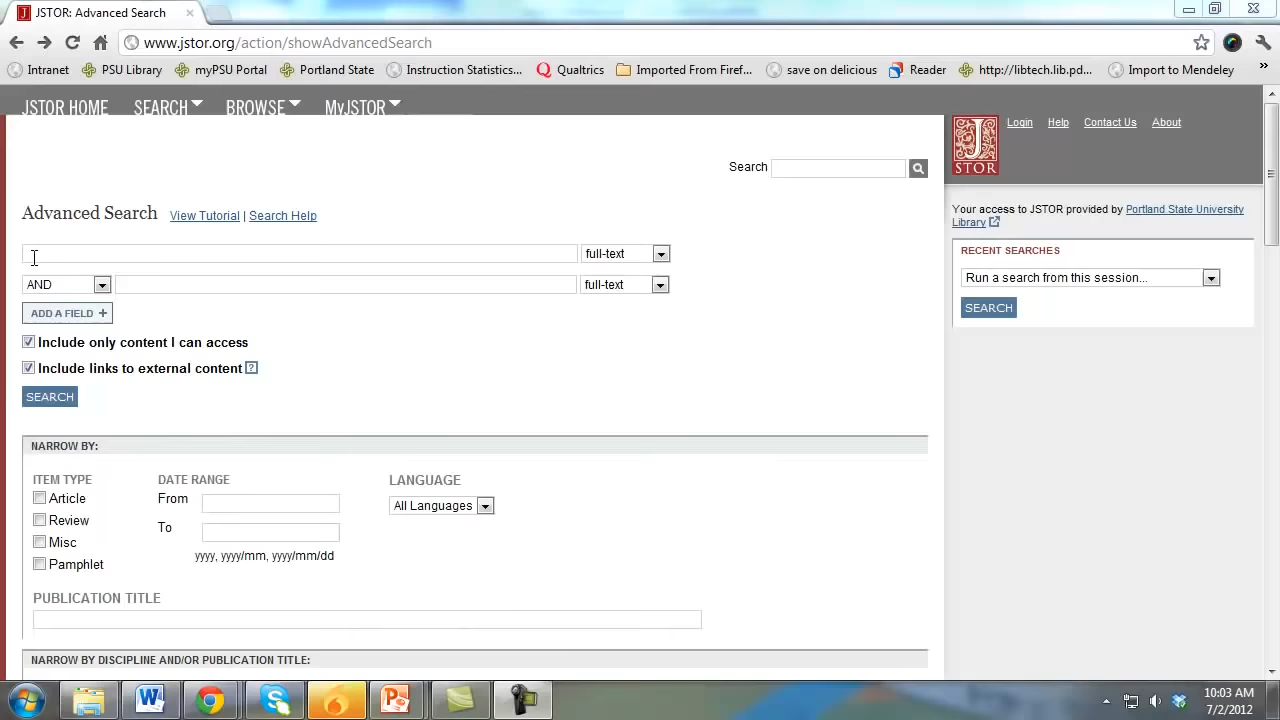 JSTOR: Advanced Search
www.jstor.org/action/showAdvancedSearch
Intranet PSU Library myPSU Portal Portland State Instruction Statistics... Qualtrics Imported From Firef... save on delicious Reader http://libtech.lib.pd... Import to Mendeley »
JSTOR HOME SEARCH BROWSE MyJSTOR
J
STOR
Login Help Contact Us About
Search
Advanced Search View Tutorial | Search Help
full-text
AND full-text
ADD A FIELD +
Include only content I can access
Include links to external content ?
SEARCH
Your access to JSTOR provided by Portland State University
Library
RECENT SEARCHES
Run a search from this session...
SEARCH
NARROW BY:
ITEM TYPE DATE RANGE LANGUAGE
Article From
All Languages
Review
To
Misc
yyyy, yyyy/mm, yyyy/mm/dd
Pamphlet
PUBLICATION TITLE
NARROW BY DISCIPLINE AND/OR PUBLICATION TITLE:
10:03 AM
7/2/2012